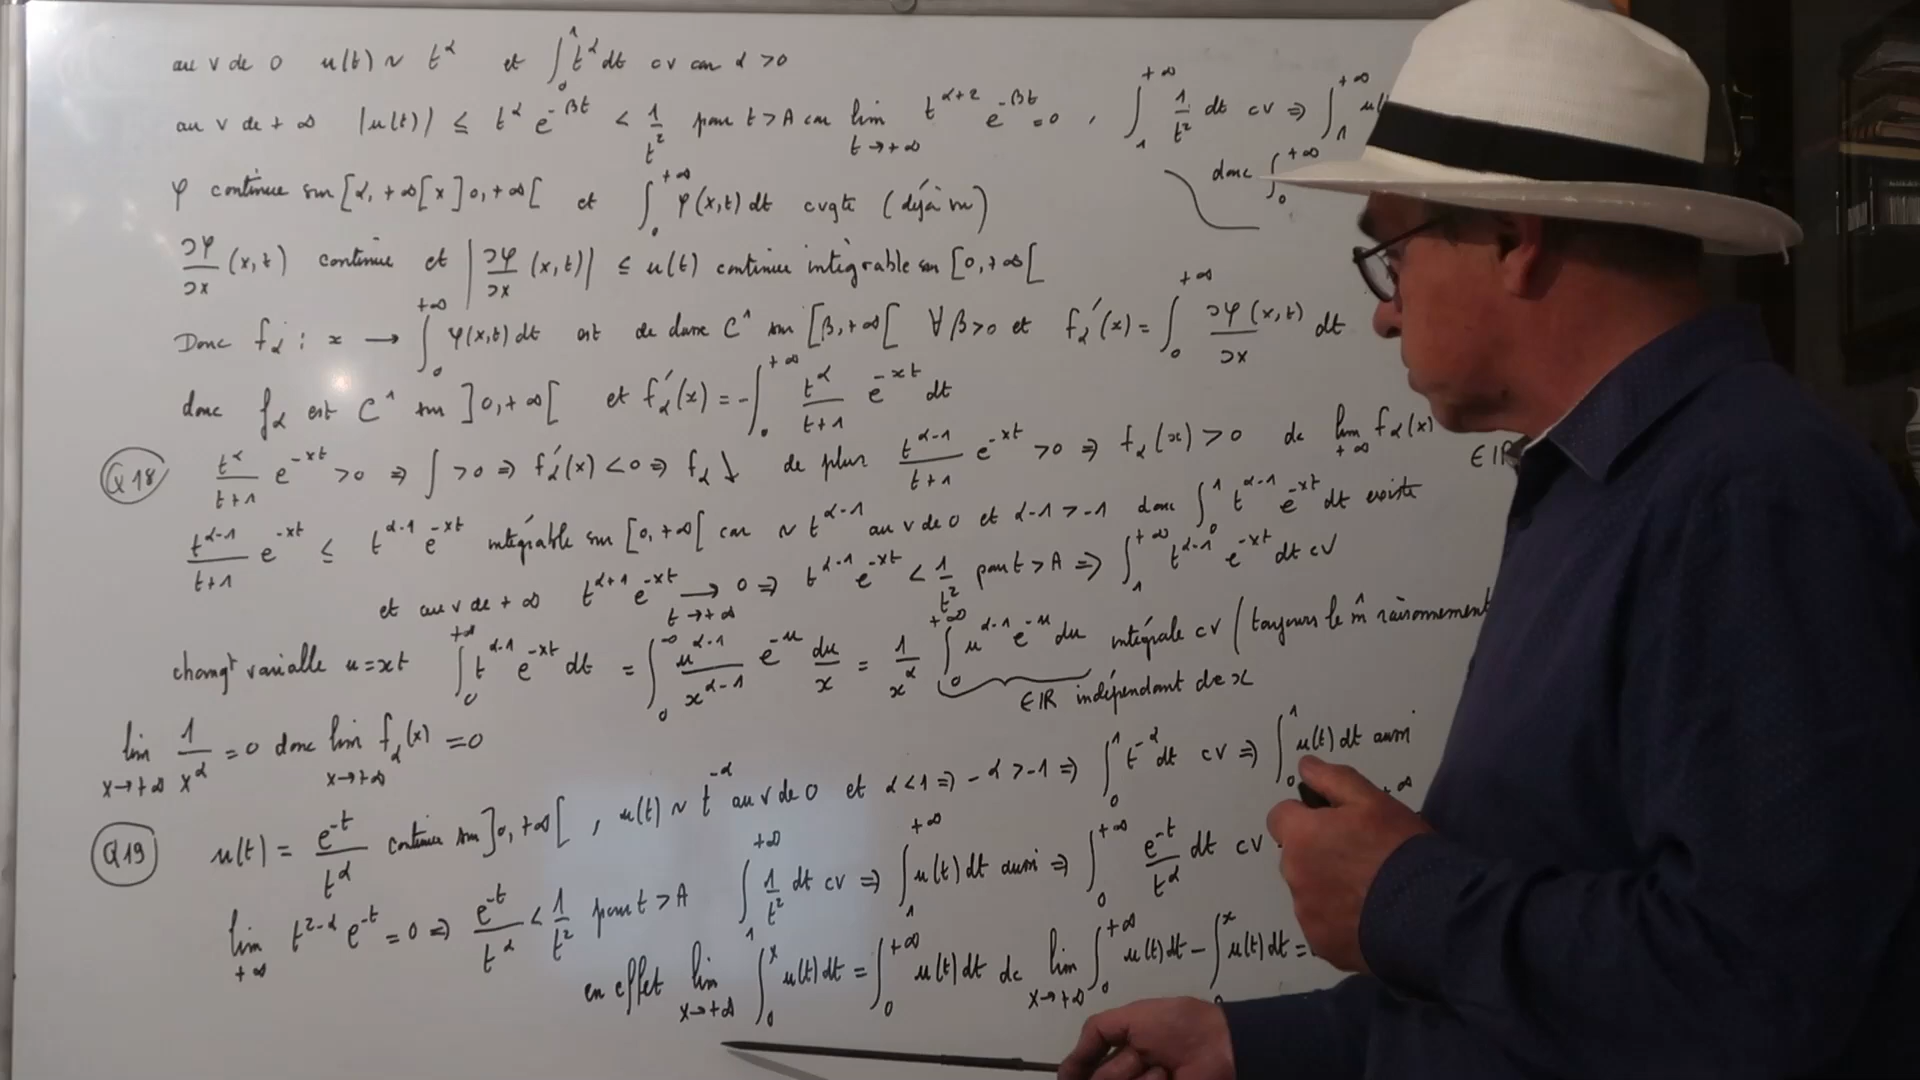 au v de 0 u(t) ~ t^α et ∫_0^1 t^α dt cv car α > 0
au v de +∞ |u(t)| ≤ t^α e^{-βt} < 1/t² pour t > A car lim_{t→+∞} t^{α+2} e^{-βt} = 0 , ∫_1^{+∞} 1/t² dt cv ⇒ ∫_1^{+∞} u(t)
donc ∫_0^{+∞}
φ continue sur [α, +∞[ x ]0, +∞[ et ∫_0^{+∞} φ(x,t) dt cvgte (déjà vu)
∂φ/∂x (x,t) continue et |∂φ/∂x (x,t)| ≤ u(t) continue intégrable sur [0, +∞[
Donc f_α : x → ∫_0^{+∞} φ(x,t) dt est de classe C^1 sur [β, +∞[ ∀β>0 et f_α'(x) = ∫_0^{+∞} ∂φ(x,t)/∂x dt
donc f_α est C^1 sur ]0, +∞[ et f_α'(x) = -∫_0^{+∞} t^α/(t+1) e^{-xt} dt
Q18 t^α/(t+1) e^{-xt} > 0 ⇒ ∫ > 0 ⇒ f_α'(x) < 0 ⇒ f_α ↓ de plus t^{α-1}/(t+1) e^{-xt} > 0 ⇒ f_α(x) > 0 dc lim_{+∞} f_α(x) ∈ ℝ
t^{α-1}/(t+1) e^{-xt} ≤ t^{α-1} e^{-xt} intégrable sur [0, +∞[ car ~ t^{α-1} au v de 0 et α-1 > -1 donc ∫_0^1 t^{α-1} e^{-xt} dt existe
et au v de +∞ t^{α+1} e^{-xt} →_{t→+∞} 0 ⇒ t^{α-1} e^{-xt} < 1/t² pour t > A ⇒ ∫_1^{+∞} t^{α-1} e^{-xt} dt cv
changt variable u = xt ∫_0^{+∞} t^{α-1} e^{-xt} dt = ∫_0^{+∞} u^{α-1}/x^{α-1} e^{-u} du/x = 1/x^α ∫_0^{+∞} u^{α-1} e^{-u} du intégrale cv (toujours le m̂ raisonnement
∈ ℝ indépendant de x
lim_{x→+∞} 1/x^α = 0 donc lim_{x→+∞} f_α(x) = 0
Q19 u(t) = e^{-t}/t^α continue sur ]0, +∞[ , u(t) ~ t^{-α} au v de 0 et α < 1 ⇒ -α > -1 ⇒ ∫_0^1 t^{-α} dt cv ⇒ ∫_0^1 u(t) dt aussi
lim_{+∞} t^{2-α} e^{-t} = 0 ⇒ e^{-t}/t^α < 1/t² pour t > A ∫_1^{+∞} 1/t² dt cv ⇒ ∫_1^{+∞} u(t) dt aussi ⇒ ∫_0^{+∞} e^{-t}/t^α dt cv
en effet lim_{x→+∞} ∫_0^x u(t) dt = ∫_0^{+∞} u(t) dt dc lim_{x→+∞} ∫_0^{+∞} u(t) dt - ∫_0^x u(t) dt =